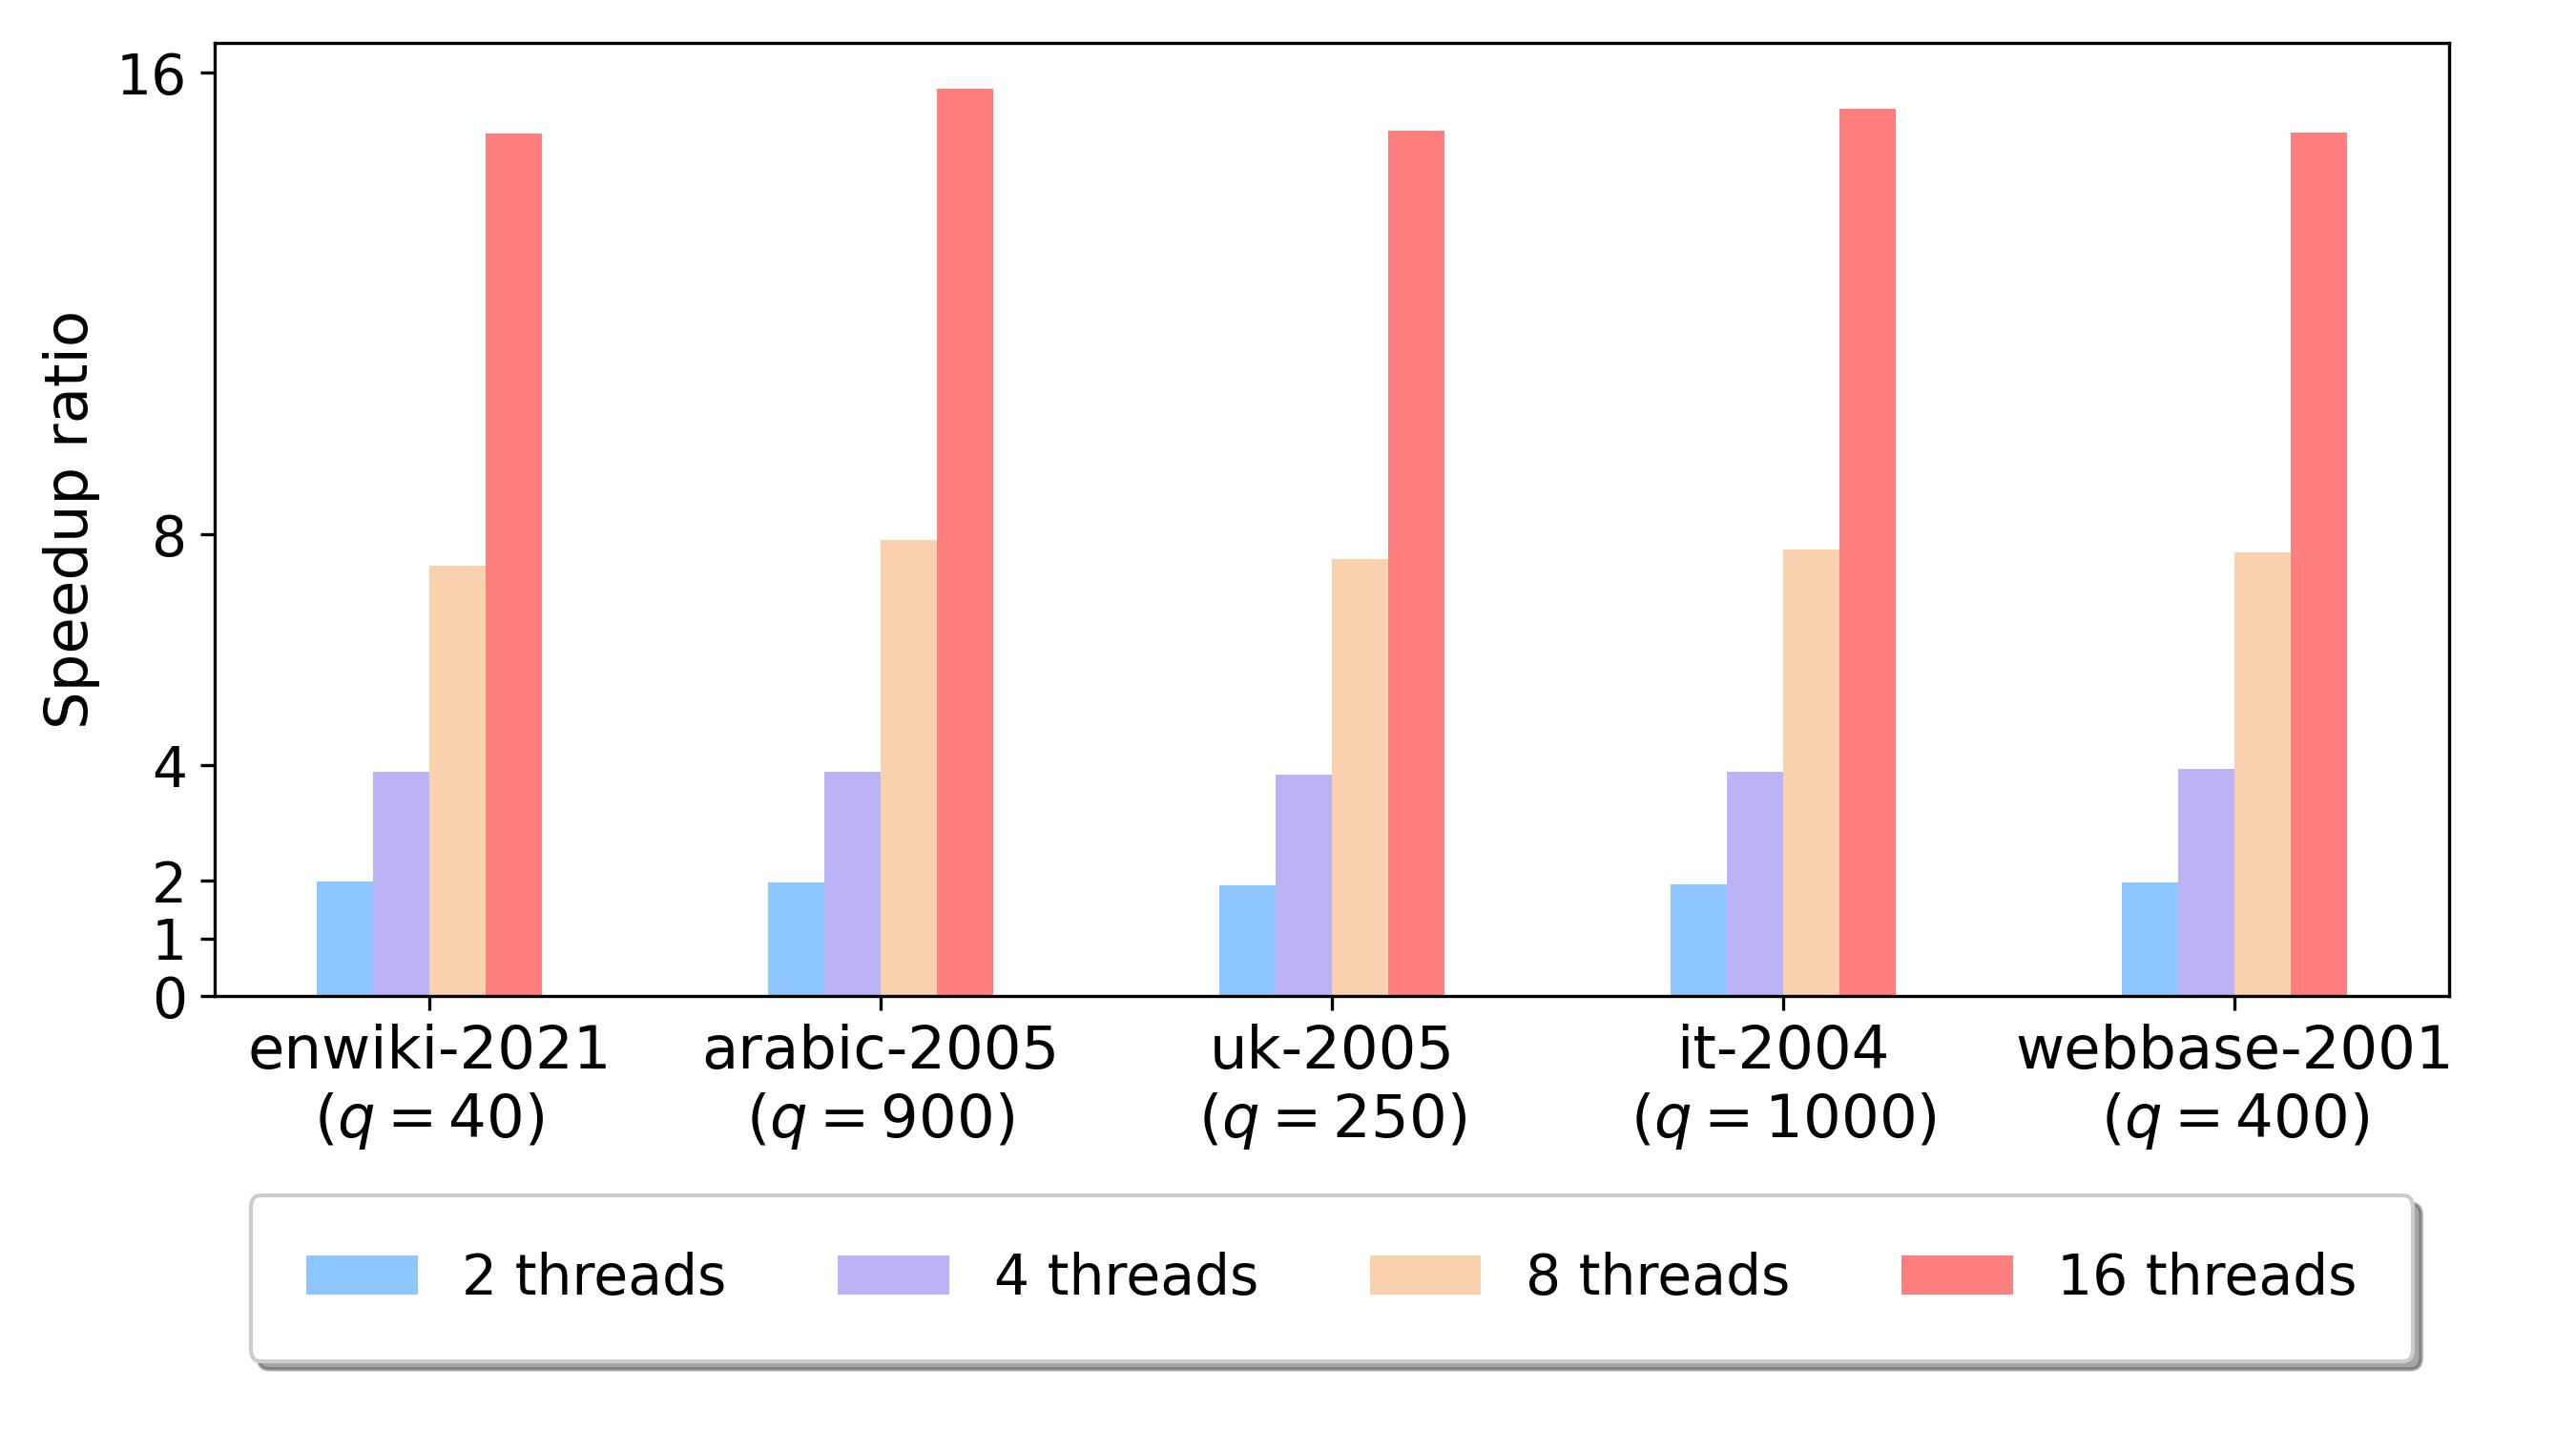 Speedup ratio
16
8
4
2
1
0
enwiki-2021 arabic-2005 uk-2005 it-2004 webbase-2001
(q = 40) (q = 900) (q = 250) (q = 1000) (q = 400)
2 threads 4 threads 8 threads 16 threads